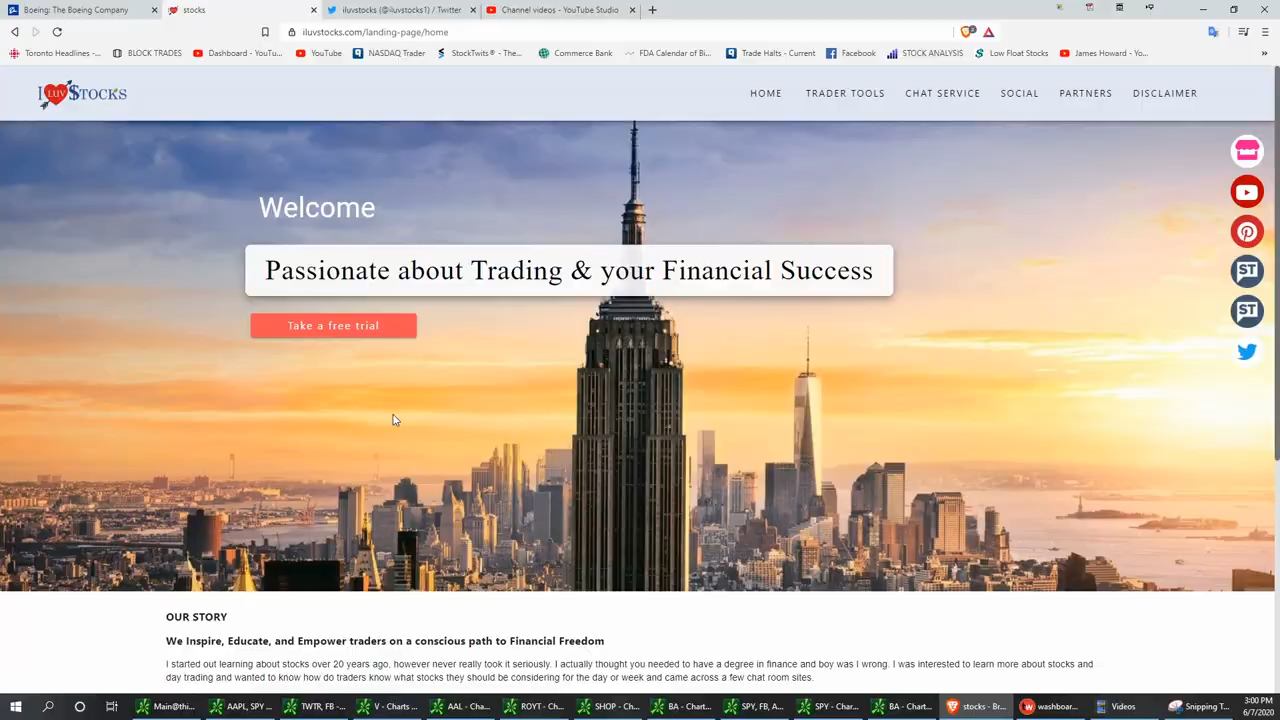 Boeing: The Boeing Company
stocks
iluvstocks (@iluvstocks1) / Twitter
Channel videos - YouTube Studio
iluvstocks.com/landing-page/home
Toronto Headlines -...
BLOCK TRADES
Dashboard - YouTu...
YouTube
NASDAQ Trader
StockTwits® - The...
Commerce Bank
FDA Calendar of Bi...
Trade Halts - Current
Facebook
STOCK ANALYSIS
Low Float Stocks
James Howard - Yo...
I LUV $TOCKS
HOME
TRADER TOOLS
CHAT SERVICE
SOCIAL
PARTNERS
DISCLAIMER
Welcome
Passionate about Trading & your Financial Success
Take a free trial
ST
ST
OUR STORY
We Inspire, Educate, and Empower traders on a conscious path to Financial Freedom
I started out learning about stocks over 20 years ago, however never really took it seriously. I actually thought you needed to have a degree in finance and boy was I wrong. I was interested to learn more about stocks and
day trading and wanted to know how do traders know what stocks they should be considering for the day or week and came across a few chat room sites.
Main@thi...
AAPL, SPY ...
TWTR, FB -...
V - Charts ...
AAL - Char...
ROYT - Cha...
SHOP - Ch...
BA - Chart...
SPY, FB, A...
SPY - Char...
BA - Chart...
stocks - Br...
washboar...
Videos
Snipping T...
3:00 PM
6/7/2020